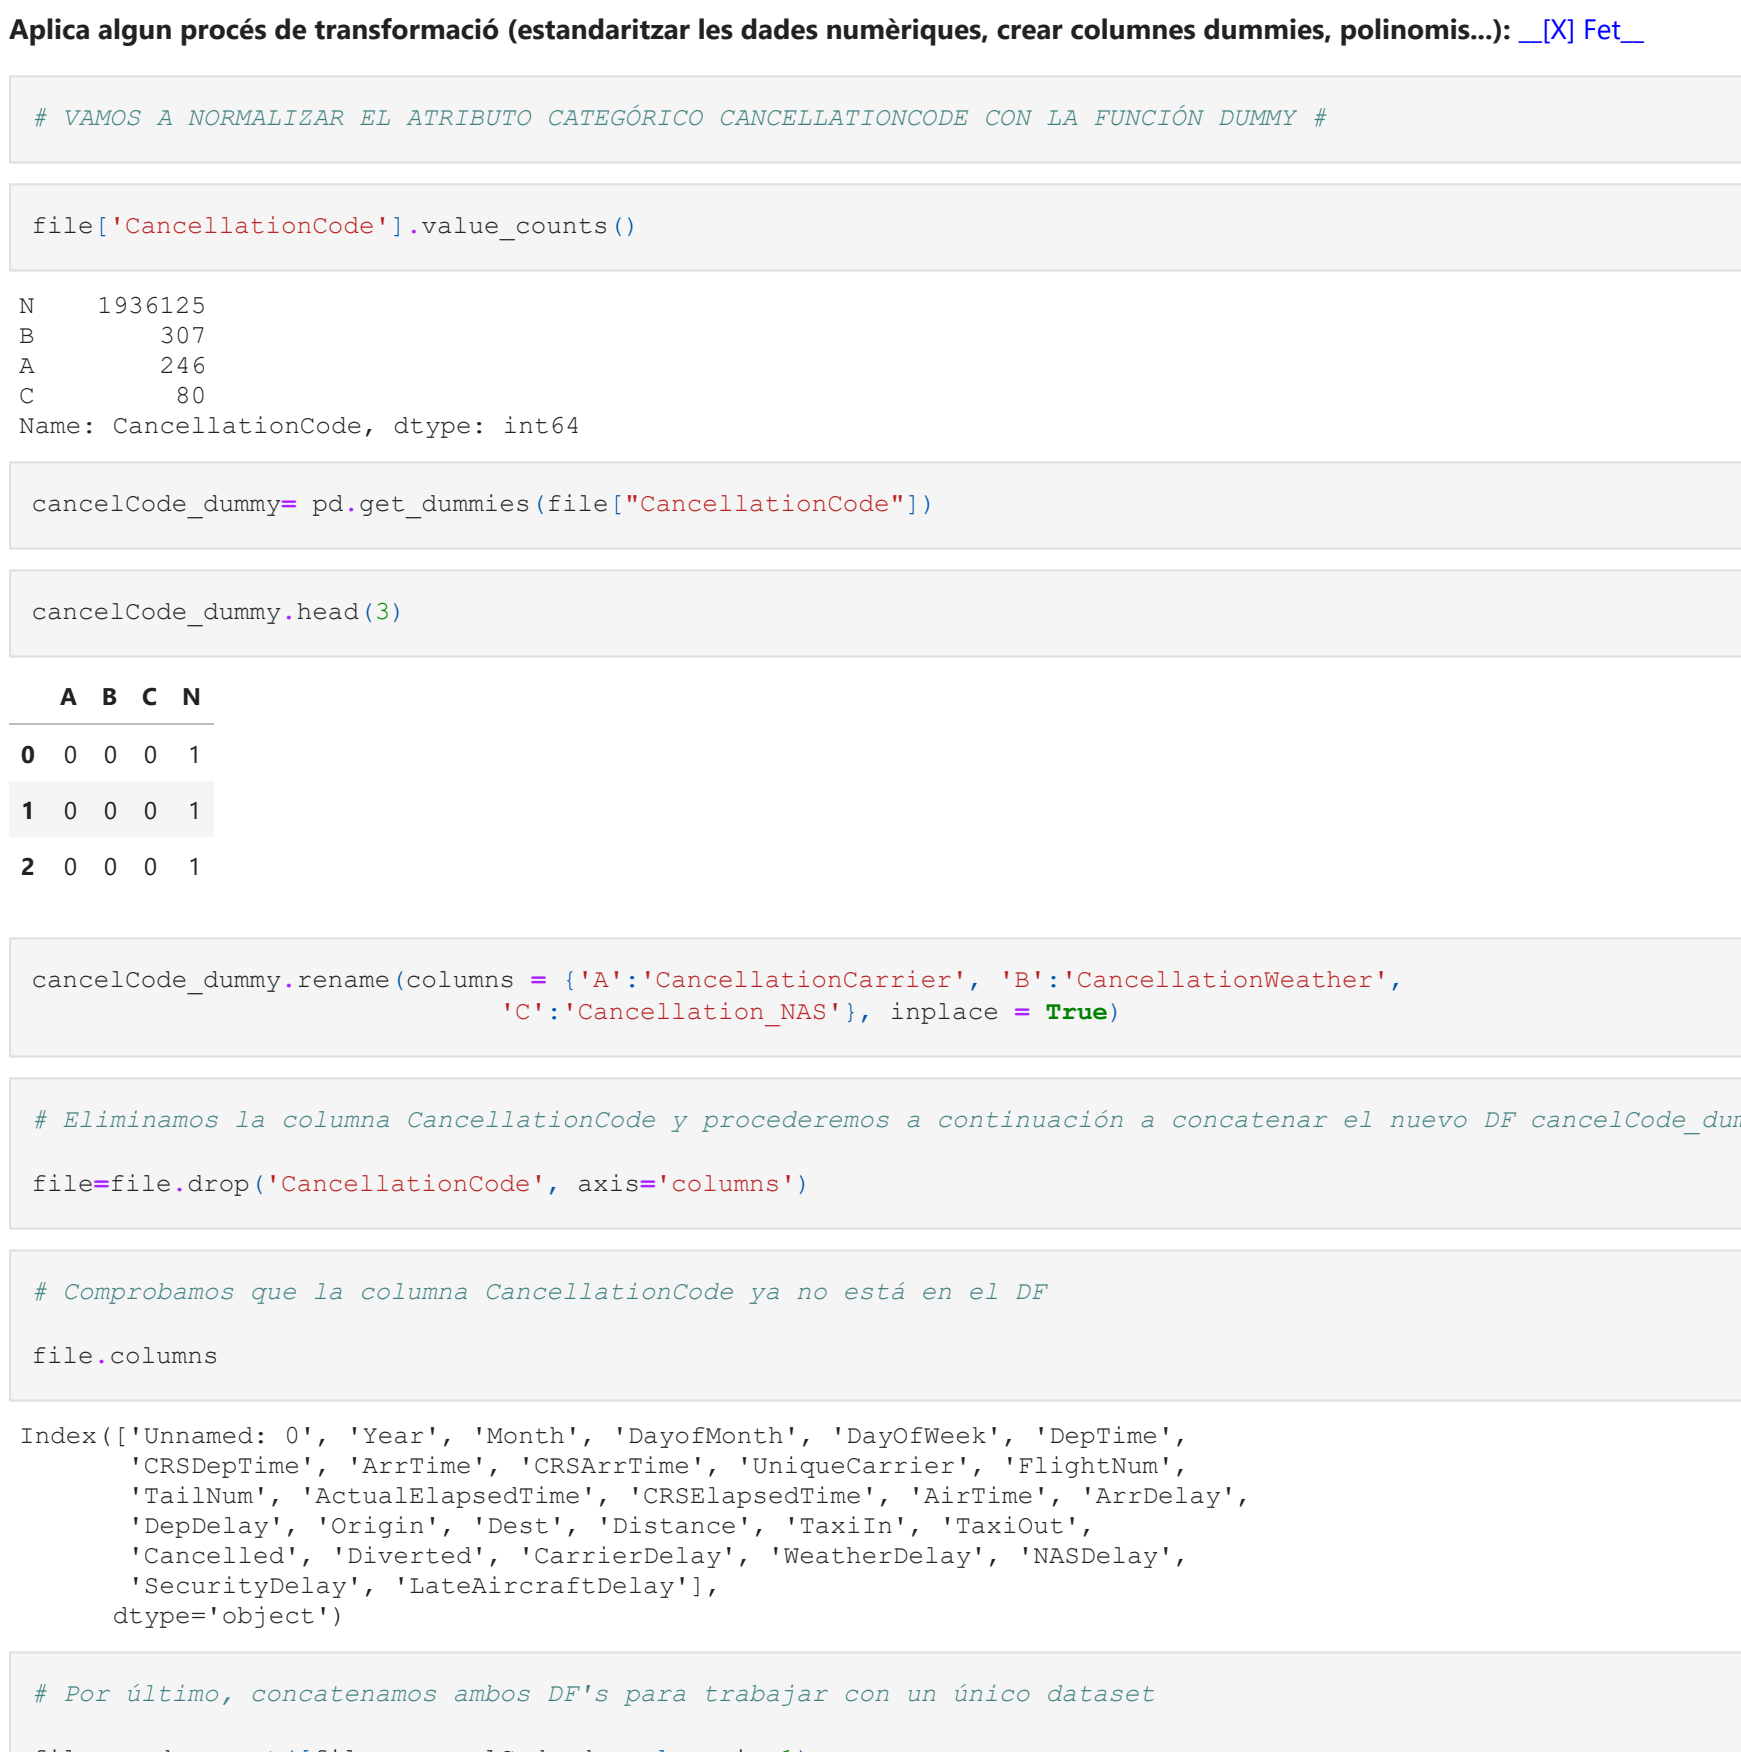 Aplica algun procés de transformació (estandaritzar les dades numèriques, crear columnes dummies, polinomis...): __[X] Fet__
# VAMOS A NORMALIZAR EL ATRIBUTO CATEGÓRICO CANCELLATIONCODE CON LA FUNCIÓN DUMMY #
file['CancellationCode'].value_counts()
N    1936125
B        307
A        246
C         80
Name: CancellationCode, dtype: int64
cancelCode_dummy= pd.get_dummies(file["CancellationCode"])
cancelCode_dummy.head(3)
A B C N
0 0 0 0 1
1 0 0 0 1
2 0 0 0 1
cancelCode_dummy.rename(columns = {'A':'CancellationCarrier', 'B':'CancellationWeather',
'C':'Cancellation_NAS'}, inplace = True)
# Eliminamos la columna CancellationCode y procederemos a continuación a concatenar el nuevo DF
file=file.drop('CancellationCode', axis='columns')
# Comprobamos que la columna CancellationCode ya no está en el DF
file.columns
Index(['Unnamed: 0', 'Year', 'Month', 'DayofMonth', 'DayOfWeek', 'DepTime',
'CRSDepTime', 'ArrTime', 'CRSArrTime', 'UniqueCarrier', 'FlightNum',
'TailNum', 'ActualElapsedTime', 'CRSElapsedTime', 'AirTime', 'ArrDelay',
'DepDelay', 'Origin', 'Dest', 'Distance', 'TaxiIn', 'TaxiOut',
'Cancelled', 'Diverted', 'CarrierDelay', 'WeatherDelay', 'NASDelay',
'SecurityDelay', 'LateAircraftDelay'],
dtype='object')
# Por último, concatenamos ambos DF's para trabajar con un único dataset